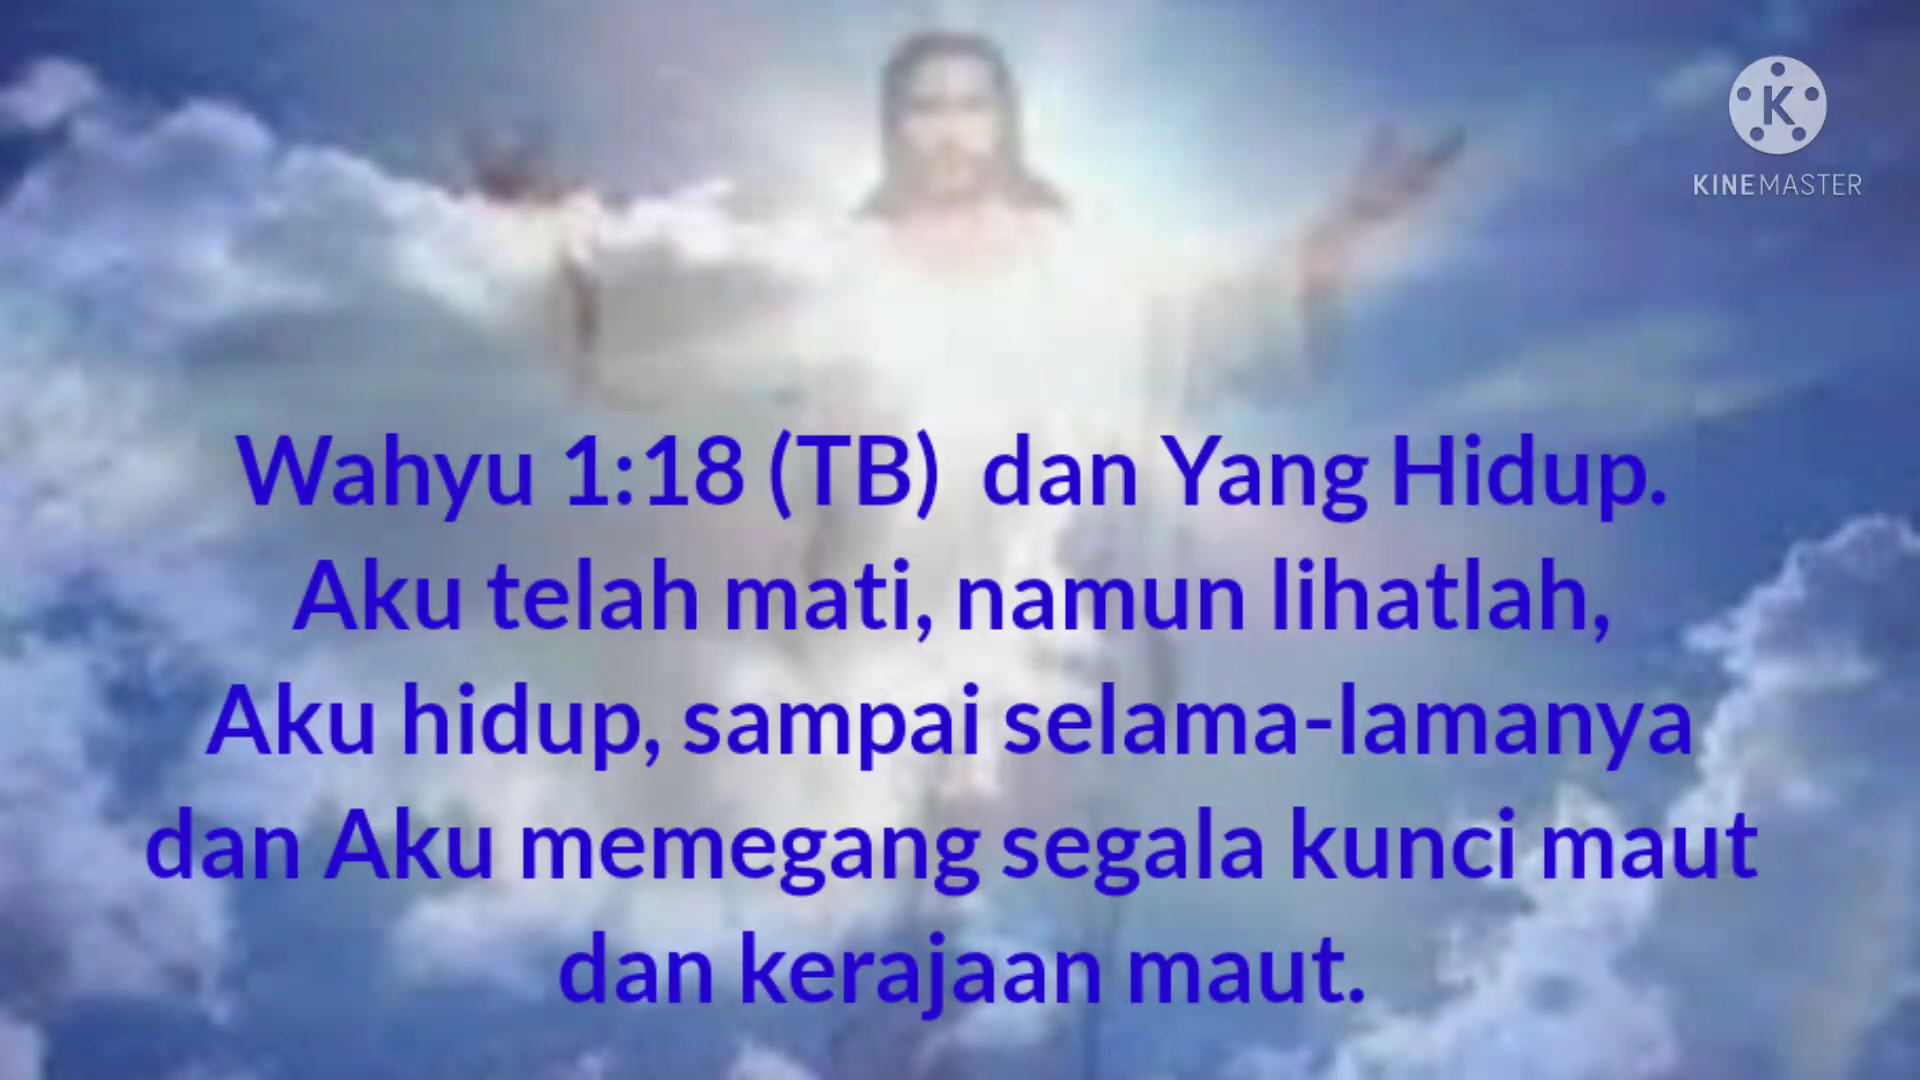 K
KINEMASTER
Wahyu 1:18 (TB) dan Yang Hidup.
Aku telah mati, namun lihatlah,
Aku hidup, sampai selama-lamanya
dan Aku memegang segala kunci maut
dan kerajaan maut.